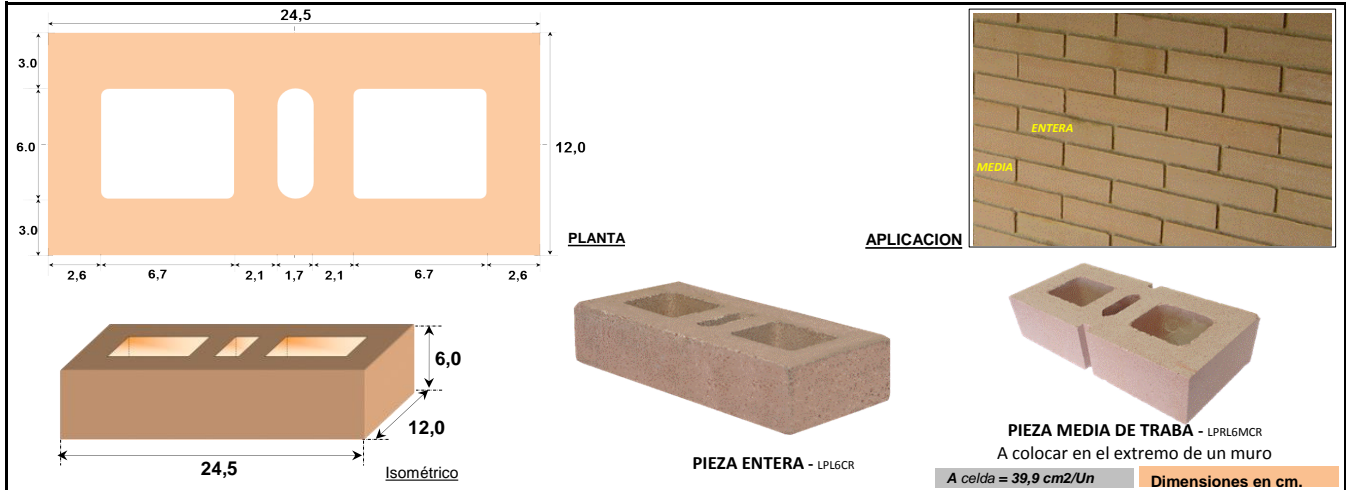 24,5
3.0
6.0
3.0
12,0
2,6 6,7 2,1 1,7 2,1 6.7 2,6
PLANTA
APLICACION
ENTERA
MEDIA
6,0
12,0
24,5
Isométrico
PIEZA ENTERA - LPL6CR
PIEZA MEDIA DE TRABA - LPRL6MCR
A colocar en el extremo de un muro
A celda = 39,9 cm2/Un
Dimensiones en cm.